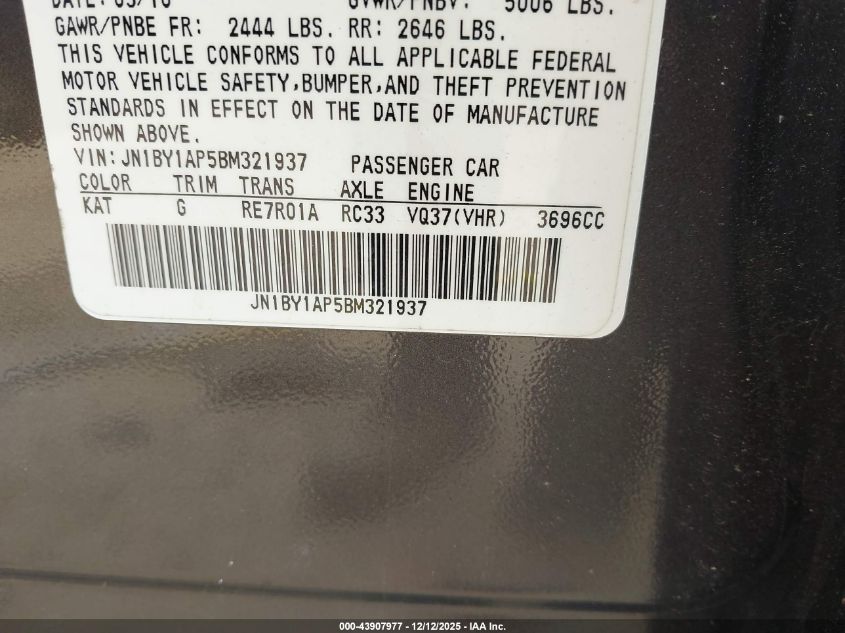 GAWR/PNBE FR: 2444 LBS. RR: 2646 LBS.
THIS VEHICLE CONFORMS TO ALL APPLICABLE FEDERAL
MOTOR VEHICLE SAFETY,BUMPER,AND THEFT PREVENTION
STANDARDS IN EFFECT ON THE DATE OF MANUFACTURE
SHOWN ABOVE.
VIN:JN1BY1AP5BM321937 PASSENGER CAR
COLOR TRIM TRANS AXLE ENGINE
KAT G RE7R01A RC33 VQ37(VHR) 3696CC
JN1BY1AP5BM321937
000-43907977 - 12/12/2025 - IAA Inc.